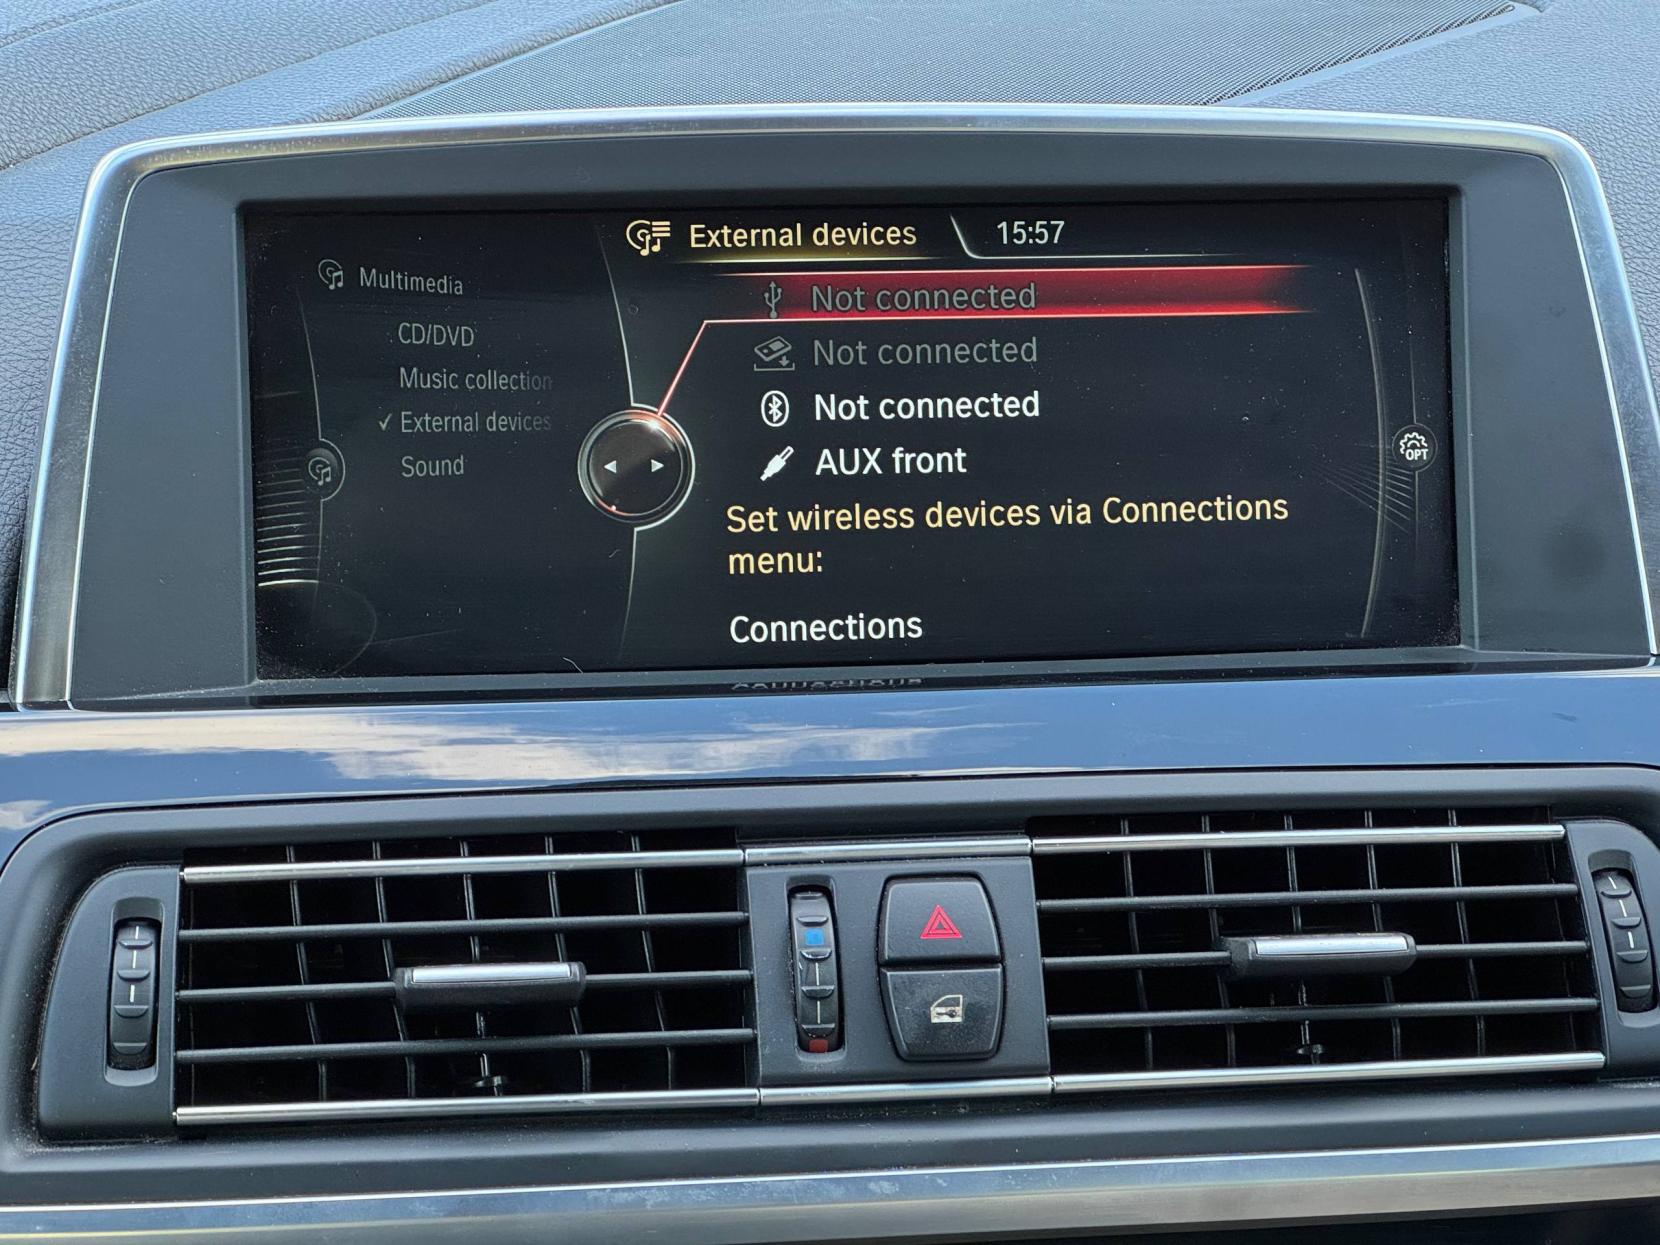 External devices
15:57
Multimedia
CD/DVD
Music collection
✓ External devices
Sound
Not connected
Not connected
Not connected
AUX front
Set wireless devices via Connections
menu:
Connections
OPT